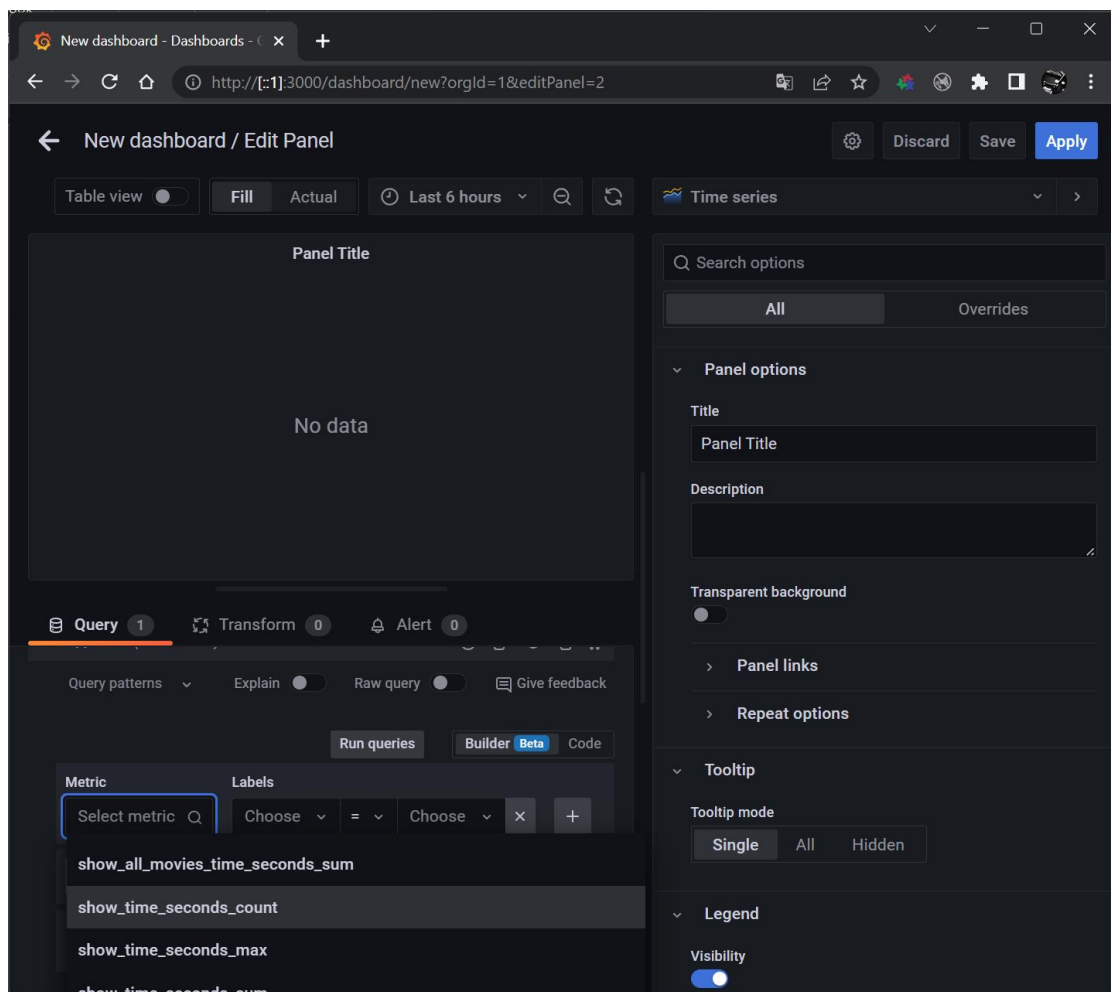 New dashboard - Dashboards - G
http://[::1]:3000/dashboard/new?orgId=1&editPanel=2
New dashboard / Edit Panel
Discard
Save
Apply
Table view
Fill
Actual
Last 6 hours
Time series
Panel Title
No data
Search options
All
Overrides
Panel options
Title
Panel Title
Description
Transparent background
Panel links
Repeat options
Query 1
Transform 0
Alert 0
Query patterns
Explain
Raw query
Give feedback
Run queries
Builder Beta
Code
Metric
Labels
Select metric
Choose
=
Choose
show_all_movies_time_seconds_sum
show_time_seconds_count
show_time_seconds_max
Tooltip
Tooltip mode
Single
All
Hidden
Legend
Visibility